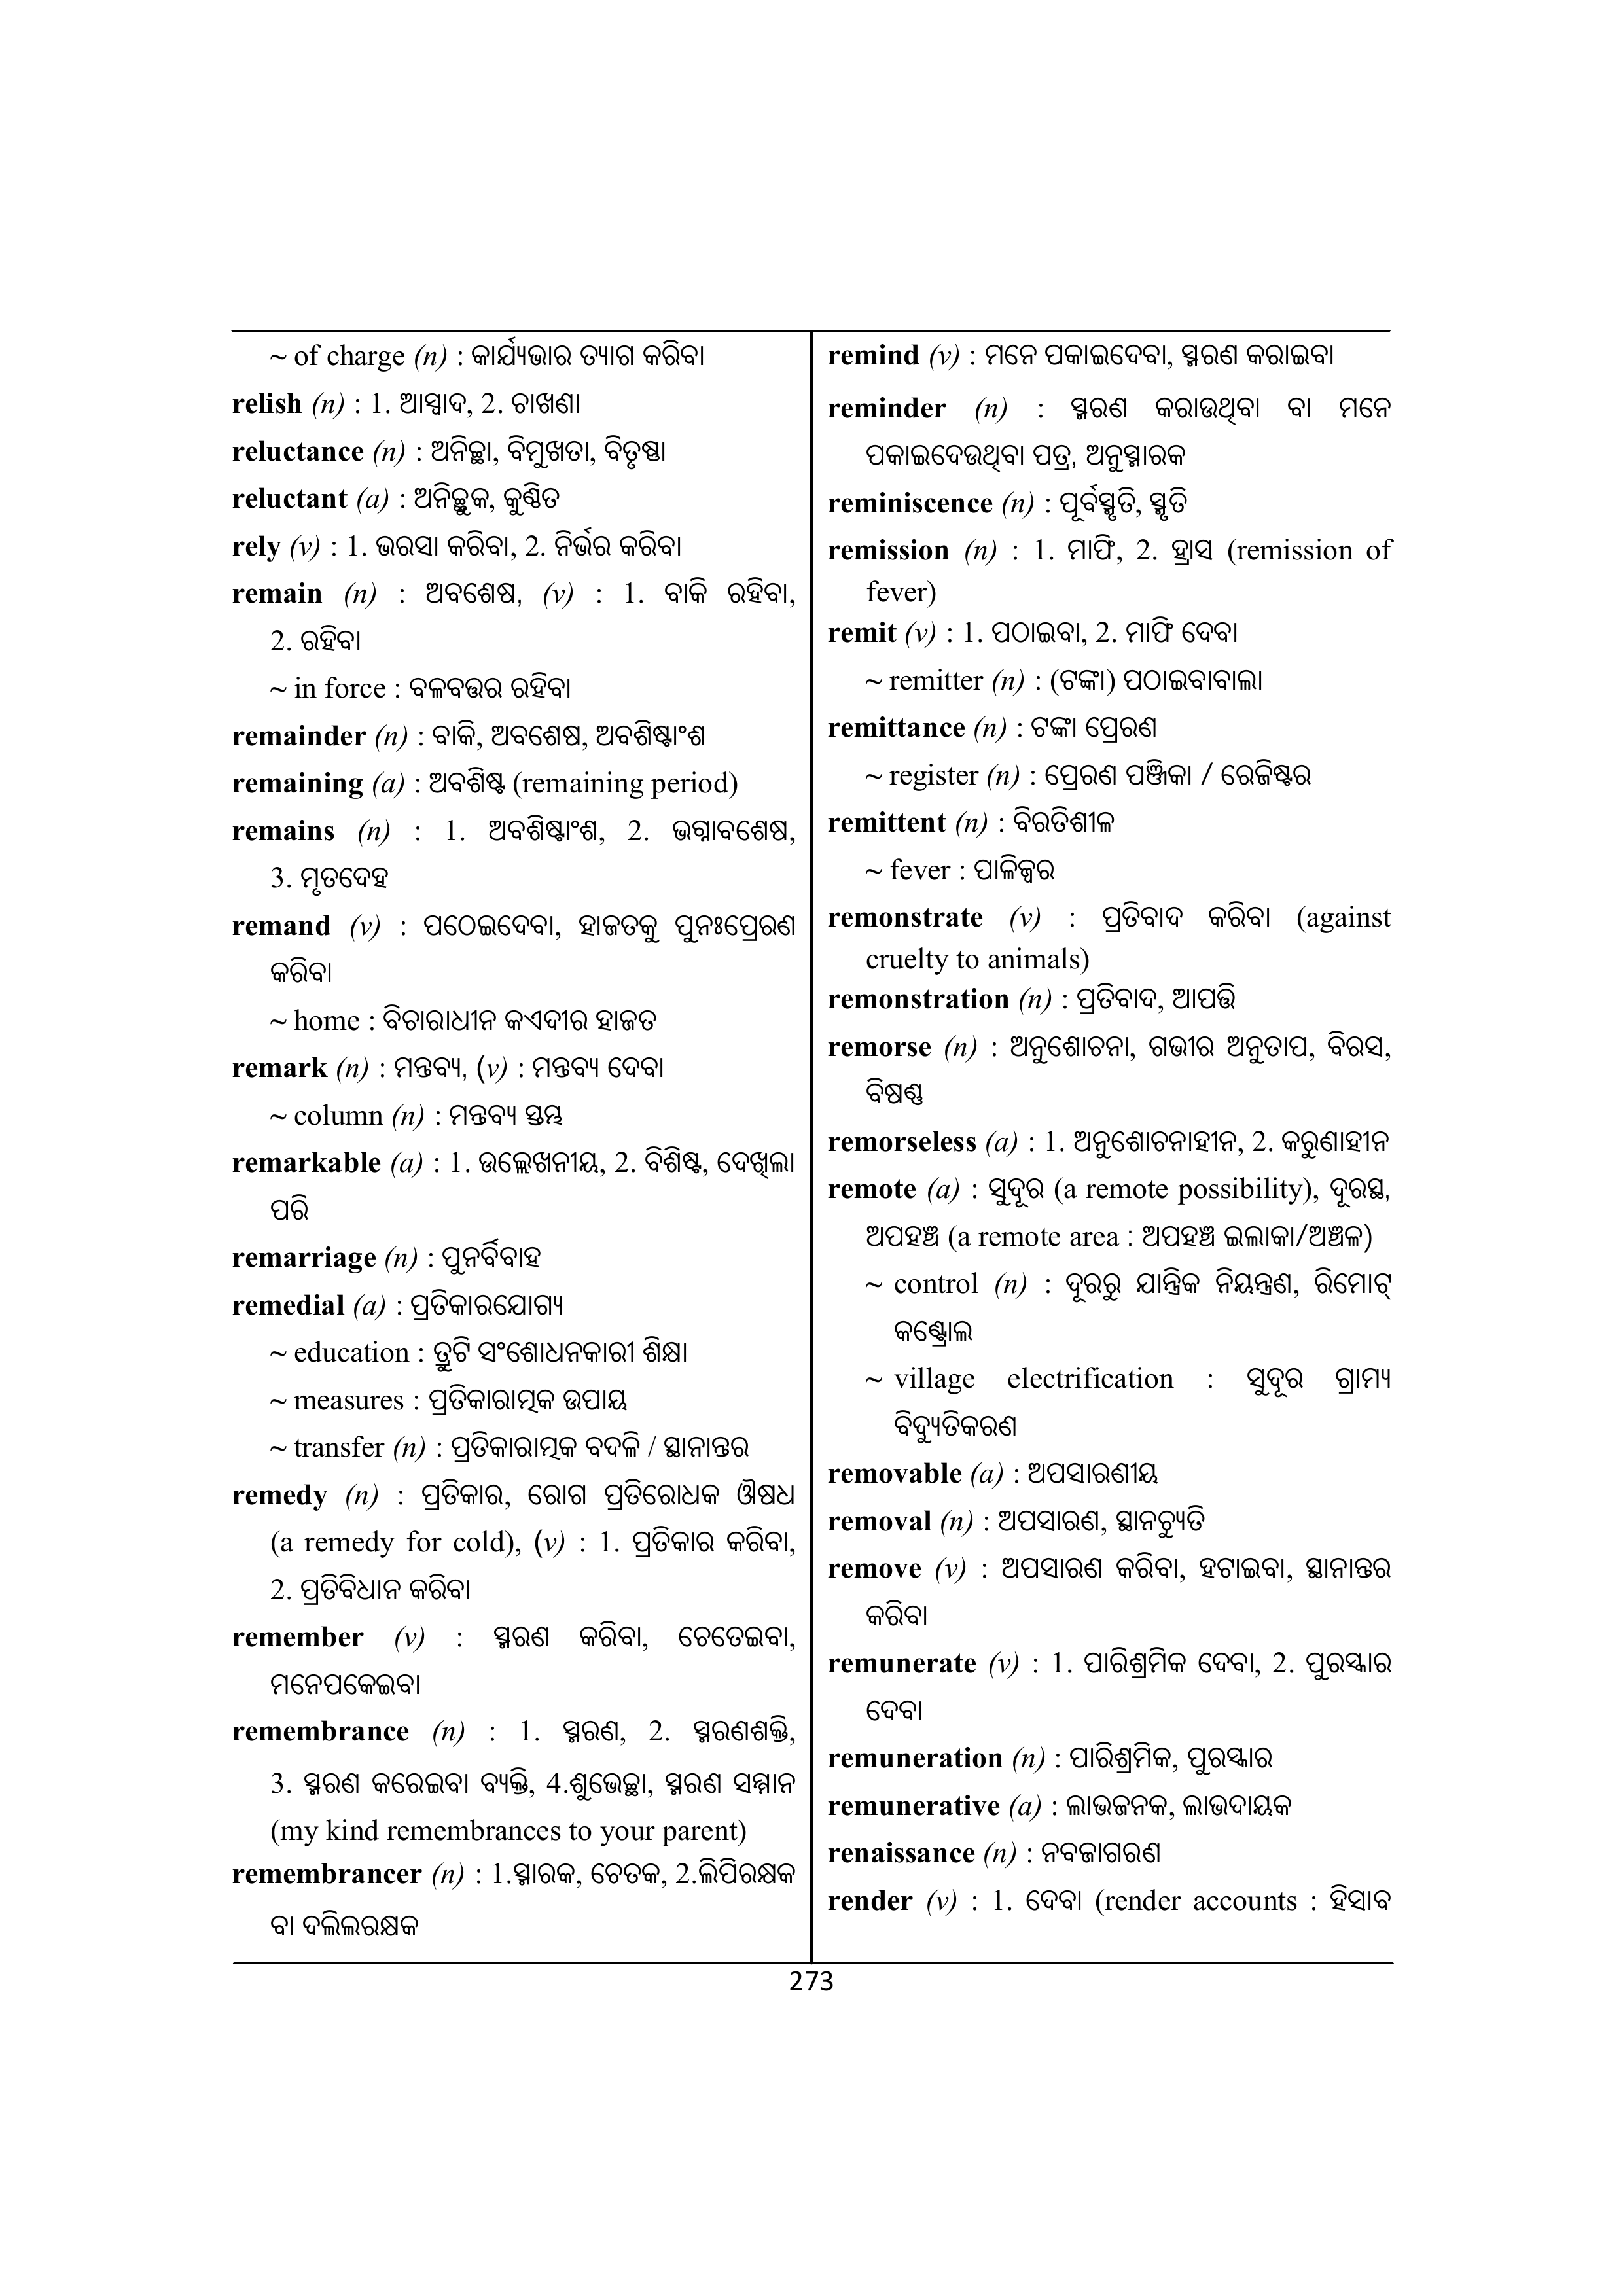 ~ of charge (n) : କାର୍ଯ୍ୟଭାର ତ୍ୟାଗ କରିବା
relish (n) : 1. ଆସ୍ୱାଦ, 2. ଚାଖଣା
reluctance (n) : ଅନିଚ୍ଛା, ବିମୁଖତା, ବିତୃଷ୍ଣା
reluctant (a) : ଅନିଚ୍ଛୁକ, କୁଣ୍ଠିତ
rely (v) : 1. ଭରସା କରିବା, 2. ନିର୍ଭର କରିବା
remain (n) : ଅବଶେଷ, (v) : 1. ବାକି ରହିବା,
2. ରହିବା
~ in force : ବଳବତ୍ତର ରହିବା
remainder (n) : ବାକି, ଅବଶେଷ, ଅବଶିଷ୍ଟାଂଶ
remaining (a) : ଅବଶିଷ୍ଟ (remaining period)
remains (n) : 1. ଅବଶିଷ୍ଟାଂଶ, 2. ଭଗ୍ନାବଶେଷ,
3. ମୃତଦେହ
remand (v) : ପଠେଇଦେବା, ହାଜତକୁ ପୁନଃପ୍ରେରଣ
କରିବା
~ home : ବିଚାରାଧୀନ କଏଦୀର ହାଜତ
remark (n) : ମନ୍ତବ୍ୟ, (v) : ମନ୍ତବ୍ୟ ଦେବା
~ column (n) : ମନ୍ତବ୍ୟ ସ୍ତମ୍ଭ
remarkable (a) : 1. ଉଲ୍ଲେଖନୀୟ, 2. ବିଶିଷ୍ଟ, ଦେଖିଲା
ପରି
remarriage (n) : ପୁନର୍ବିବାହ
remedial (a) : ପ୍ରତିକାରଯୋଗ୍ୟ
~ education : ତ୍ରୁଟି ସଂଶୋଧନକାରୀ ଶିକ୍ଷା
~ measures : ପ୍ରତିକାରାତ୍ମକ ଉପାୟ
~ transfer (n) : ପ୍ରତିକାରାତ୍ମକ ବଦଳି / ସ୍ଥାନାନ୍ତର
remedy (n) : ପ୍ରତିକାର, ରୋଗ ପ୍ରତିରୋଧକ ଔଷଧ
(a remedy for cold), (v) : 1. ପ୍ରତିକାର କରିବା,
2. ପ୍ରତିବିଧାନ କରିବା
remember (v) : ସ୍ମରଣ କରିବା, ଚେତେଇବା,
ମନେପକେଇବା
remembrance (n) : 1. ସ୍ମରଣ, 2. ସ୍ମରଣଶକ୍ତି,
3. ସ୍ମରଣ କରେଇବା ବ୍ୟକ୍ତି, 4.ଶୁଭେଚ୍ଛା, ସ୍ମରଣ ସମ୍ମାନ
(my kind remembrances to your parent)
remembrancer (n) : 1.ସ୍ମାରକ, ଚେତକ, 2.ଲିପିରକ୍ଷକ
ବା ଦଲିଲରକ୍ଷକ
remind (v) : ମନେ ପକାଇଦେବା, ସ୍ମରଣ କରାଇବା
reminder (n) : ସ୍ମରଣ କରାଉଥିବା ବା ମନେ
ପକାଇଦେଉଥିବା ପତ୍ର, ଅନୁସ୍ମାରକ
reminiscence (n) : ପୂର୍ବସ୍ମୃତି, ସ୍ମୃତି
remission (n) : 1. ମାଫି, 2. ହ୍ରାସ (remission of
fever)
remit (v) : 1. ପଠାଇବା, 2. ମାଫି ଦେବା
~ remitter (n) : (ଟଙ୍କା) ପଠାଇବାବାଲା
remittance (n) : ଟଙ୍କା ପ୍ରେରଣ
~ register (n) : ପ୍ରେରଣ ପଞ୍ଜିକା / ରେଜିଷ୍ଟର
remittent (n) : ବିରତିଶୀଳ
~ fever : ପାଳିଜ୍ୱର
remonstrate (v) : ପ୍ରତିବାଦ କରିବା (against
cruelty to animals)
remonstration (n) : ପ୍ରତିବାଦ, ଆପତ୍ତି
remorse (n) : ଅନୁଶୋଚନା, ଗଭୀର ଅନୁତାପ, ବିରସ,
ବିଷଣ୍ଣ
remorseless (a) : 1. ଅନୁଶୋଚନାହୀନ, 2. କରୁଣାହୀନ
remote (a) : ସୁଦୂର (a remote possibility), ଦୂରସ୍ଥ,
ଅପହଞ୍ଚ (a remote area : ଅପହଞ୍ଚ ଇଲାକା/ଅଞ୍ଚଳ)
~ control (n) : ଦୂରରୁ ଯାନ୍ତ୍ରିକ ନିୟନ୍ତ୍ରଣ, ରିମୋଟ୍
କଣ୍ଟ୍ରୋଲ
~ village electrification : ସୁଦୂର ଗ୍ରାମ୍ୟ
ବିଦ୍ୟୁତିକରଣ
removable (a) : ଅପସାରଣୀୟ
removal (n) : ଅପସାରଣ, ସ୍ଥାନଚ୍ୟୁତି
remove (v) : ଅପସାରଣ କରିବା, ହଟାଇବା, ସ୍ଥାନାନ୍ତର
କରିବା
remunerate (v) : 1. ପାରିଶ୍ରମିକ ଦେବା, 2. ପୁରସ୍କାର
ଦେବା
remuneration (n) : ପାରିଶ୍ରମିକ, ପୁରସ୍କାର
remunerative (a) : ଲାଭଜନକ, ଲାଭଦାୟକ
renaissance (n) : ନବଜାଗରଣ
render (v) : 1. ଦେବା (render accounts : ହିସାବ
273